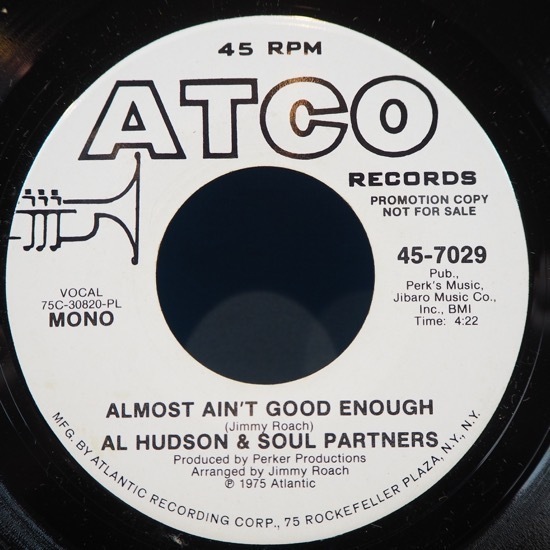 45 RPM
ATCO
RECORDS
PROMOTION COPY
NOT FOR SALE
45-7029
Pub.,
Perk's Music,
Jibaro Music Co.,
Inc., BMI
Time: 4:22
VOCAL
75C-30820-PL
MONO
ALMOST AIN'T GOOD ENOUGH
(Jimmy Roach)
AL HUDSON & SOUL PARTNERS
Produced by Perker Productions
Arranged by Jimmy Roach
℗ 1975 Atlantic
MFG. BY ATLANTIC RECORDING CORP., 75 ROCKEFELLER PLAZA, N.Y., N.Y.